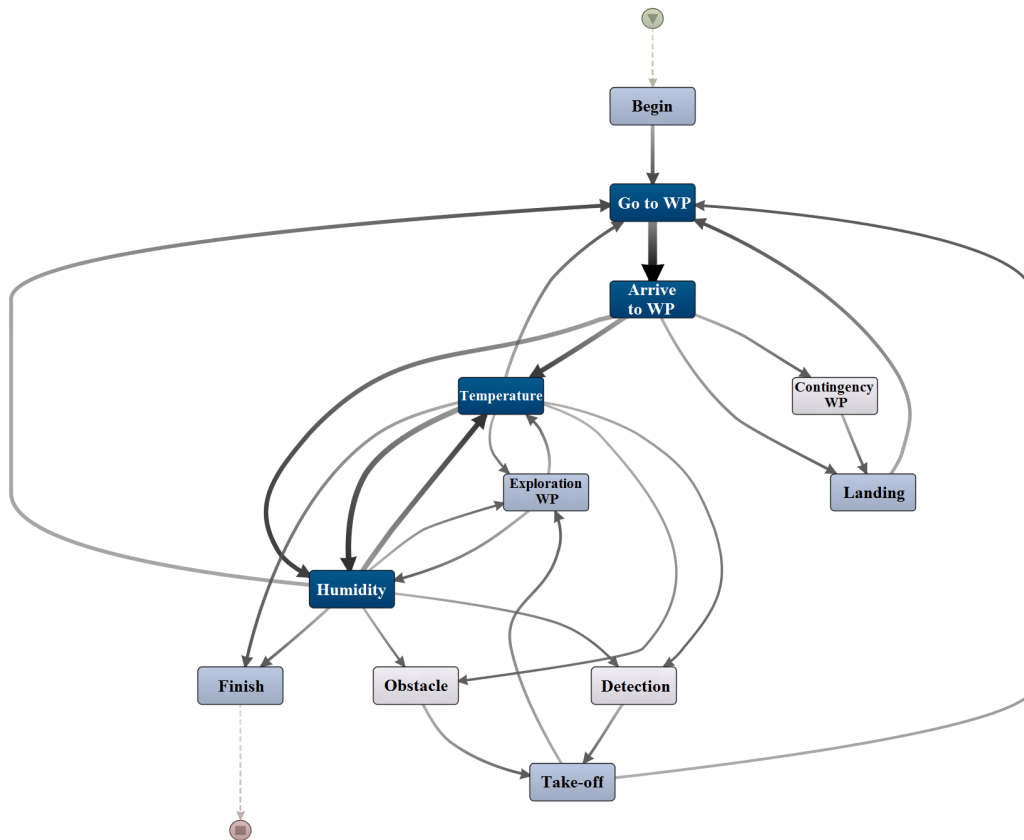 Begin
Go to WP
Arrive
to WP
Temperature
Contingency
WP
Exploration
WP
Landing
Humidity
Finish
Obstacle
Detection
Take-off